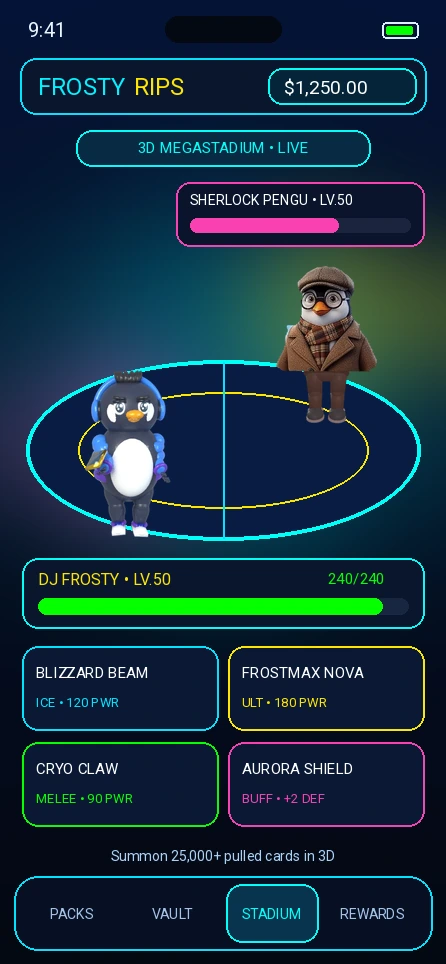 9:41
FROSTY RIPS
$1,250.00
3D MEGASTADIUM • LIVE
SHERLOCK PENGU • LV.50
DJ FROSTY • LV.50
240/240
BLIZZARD BEAM
ICE • 120 PWR
FROSTMAX NOVA
ULT • 180 PWR
CRYO CLAW
MELEE • 90 PWR
AURORA SHIELD
BUFF • +2 DEF
Summon 25,000+ pulled cards in 3D
PACKS
VAULT
STADIUM
REWARDS